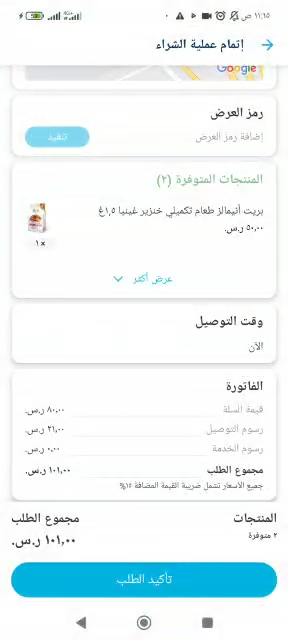 ١١:١٥ ص
إتمام عملية الشراء
Google
رمز العرض
إضافة رمز العرض
تنفيذ
المنتجات المتوفرة (٢)
بريت أنيمالز طعام تكميلي خنزير غينيا ١,٥غ
٥٠,٠٠ ر.س.
x ١
عرض أكثر
وقت التوصيل
الآن
الفاتورة
قيمة السلة ٨٠,٠٠ ر.س.
رسوم التوصيل ٢١,٠٠ ر.س.
رسوم الخدمة ٠,٠٠ ر.س.
مجموع الطلب ١٠١,٠٠ ر.س.
جميع الأسعار تشمل ضريبة القيمة المضافة ١٥%
المنتجات مجموع الطلب
٢ متوفرة ١٠١,٠٠ ر.س.
تأكيد الطلب